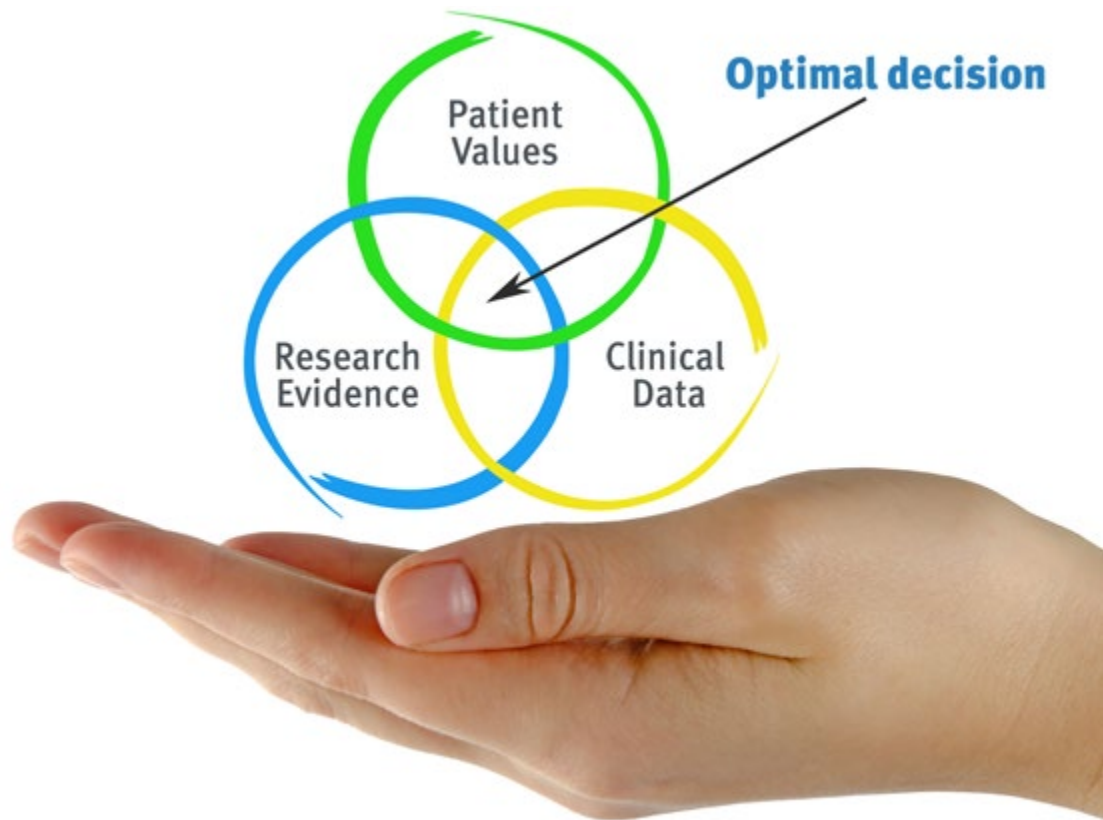 Optimal decision
Patient
Values
Research
Evidence
Clinical
Data